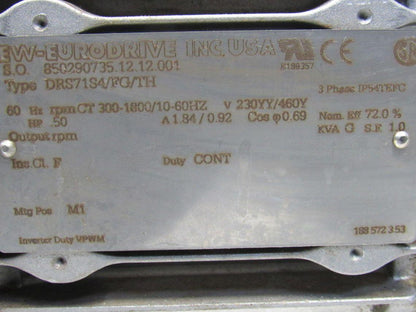 EW-EURODRIVE INC USA
E189357
S.O. 850290735.12.12.001
Type DRS71S4/FG/TH
3 Phase IP54TEFC
60 Hz rpm CT 300-1800/10-60HZ V 230YY/460Y
HP .50 A 1.84 / 0.92 Cos φ 0.69 Nom Eff 72.0 %
KVA G S.F 1.0
Output rpm
Ins Cl. F Duty CONT
Mtg Pos M1
188 572 3.53
Inverter Duty VPWM